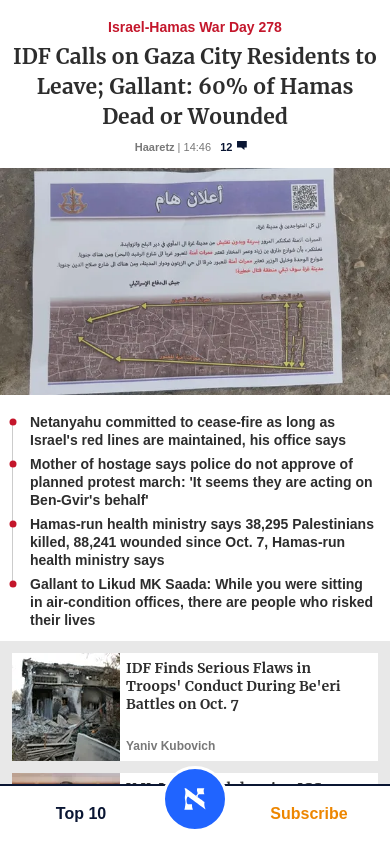 Israel-Hamas War Day 278
IDF Calls on Gaza City Residents to
Leave; Gallant: 60% of Hamas
Dead or Wounded
Haaretz | 14:46 12
أعلان هام
الى كل المتواجدين في مدينة غزة،
جيش الدفاع الإسرائيلي
Netanyahu committed to cease-fire as long as
Israel's red lines are maintained, his office says
Mother of hostage says police do not approve of
planned protest march: 'It seems they are acting on
Ben-Gvir's behalf'
Hamas-run health ministry says 38,295 Palestinians
killed, 88,241 wounded since Oct. 7, Hamas-run
health ministry says
Gallant to Likud MK Saada: While you were sitting
in air-condition offices, there are people who risked
their lives
IDF Finds Serious Flaws in
Troops' Conduct During Be'eri
Battles on Oct. 7
Yaniv Kubovich
Top 10
Subscribe